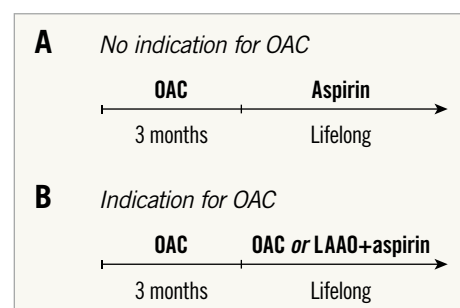 A No indication for OAC
OAC Aspirin
3 months Lifelong
B Indication for OAC
OAC OAC or LAAO+aspirin
3 months Lifelong